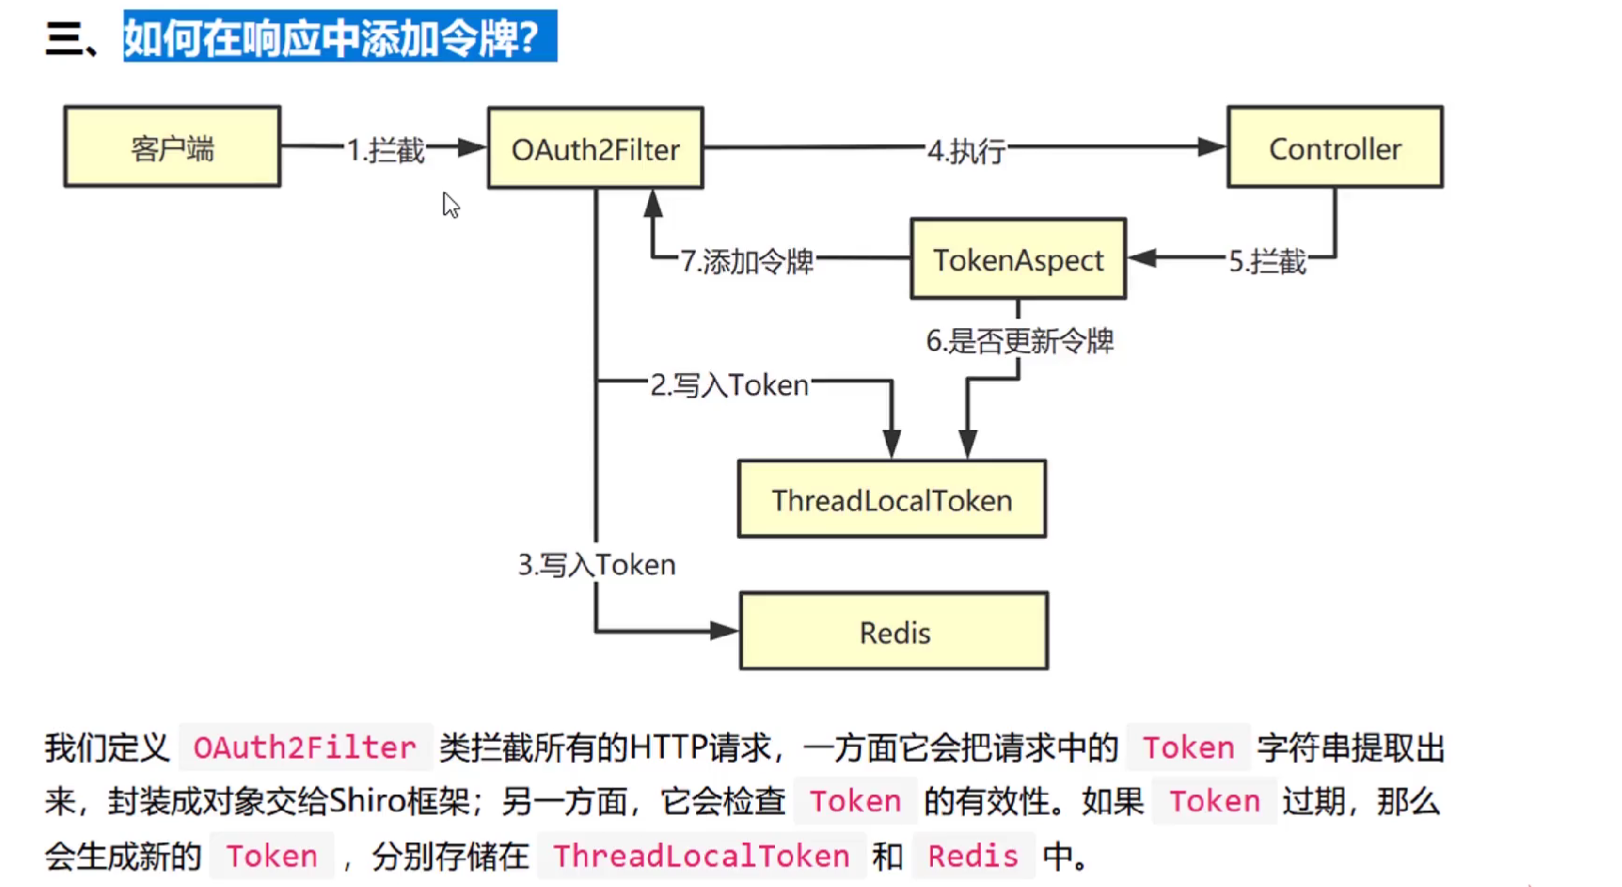 三、如何在响应中添加令牌？
客户端
1.拦截
OAuth2Filter
4.执行
Controller
7.添加令牌
TokenAspect
5.拦截
6.是否更新令牌
2.写入Token
ThreadLocalToken
3.写入Token
Redis
我们定义 OAuth2Filter 类拦截所有的HTTP请求，一方面它会把请求中的 Token 字符串提取出
来，封装成对象交给Shiro框架；另一方面，它会检查 Token 的有效性。如果 Token 过期，那么
会生成新的 Token ，分别存储在 ThreadLocalToken 和 Redis 中。